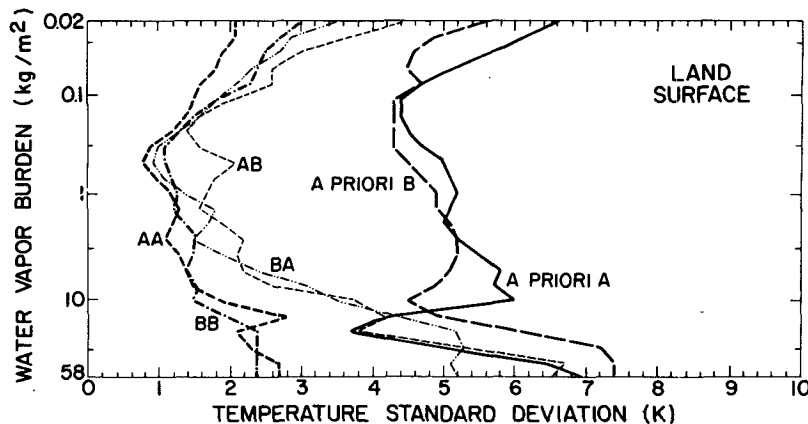 0.02
LAND
SURFACE
0.1
AB
A PRIORI B
1
AA
BA
A PRIORI A
10
BB
58
0 1 2 3 4 5 6 7 8 9 10
WATER VAPOR BURDEN (kg/m²)
TEMPERATURE STANDARD DEVIATION (K)